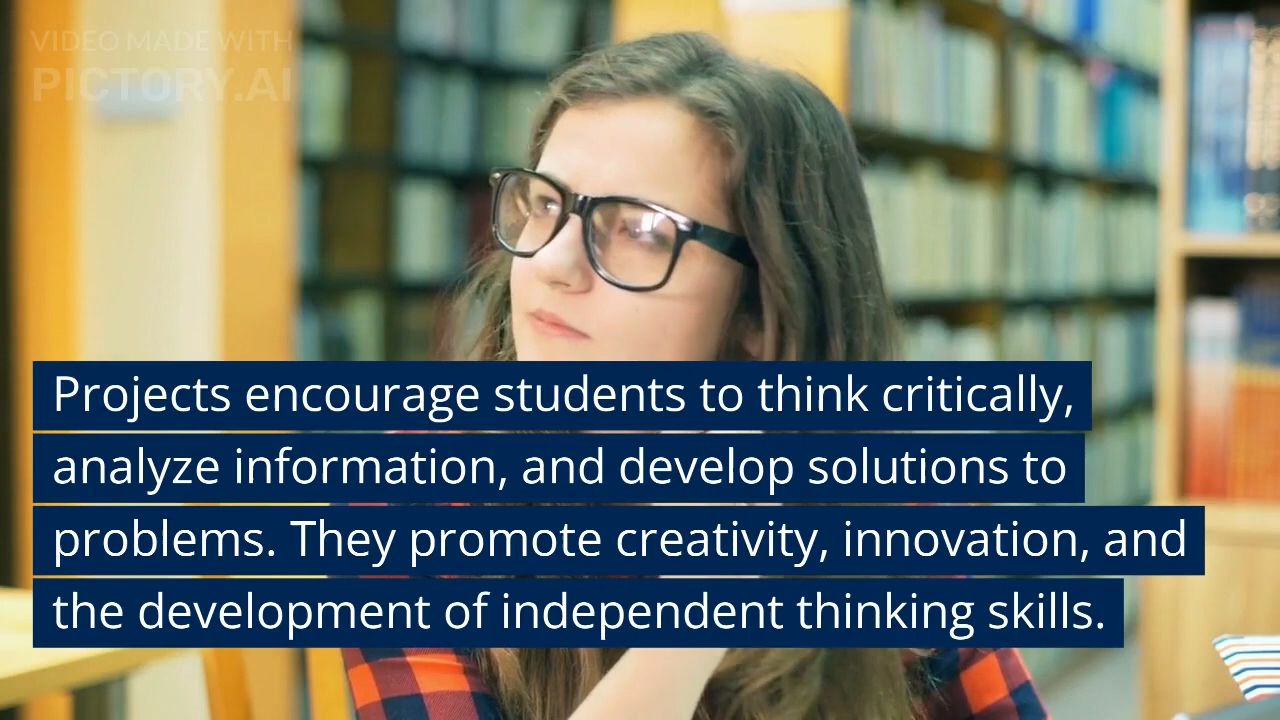 VIDEO MADE WITH
PICTORY.AI
Projects encourage students to think critically,
analyze information, and develop solutions to
problems. They promote creativity, innovation, and
the development of independent thinking skills.